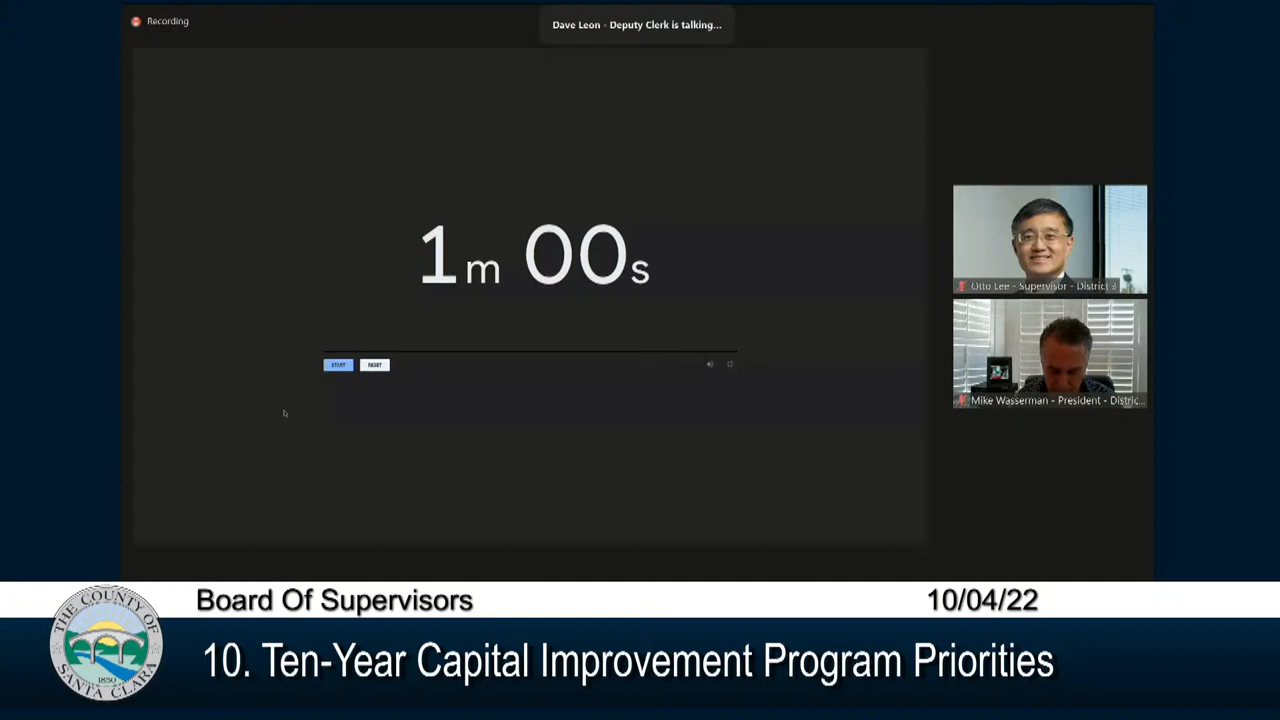 Recording
Dave Leon - Deputy Clerk is talking...
1m 00s
START RESET
Otto Lee - Supervisor - District 3
Mike Wasserman - President - Distric...
Board Of Supervisors
10/04/22
THE COUNTY OF
SANTA CLARA
1850
10. Ten-Year Capital Improvement Program Priorities